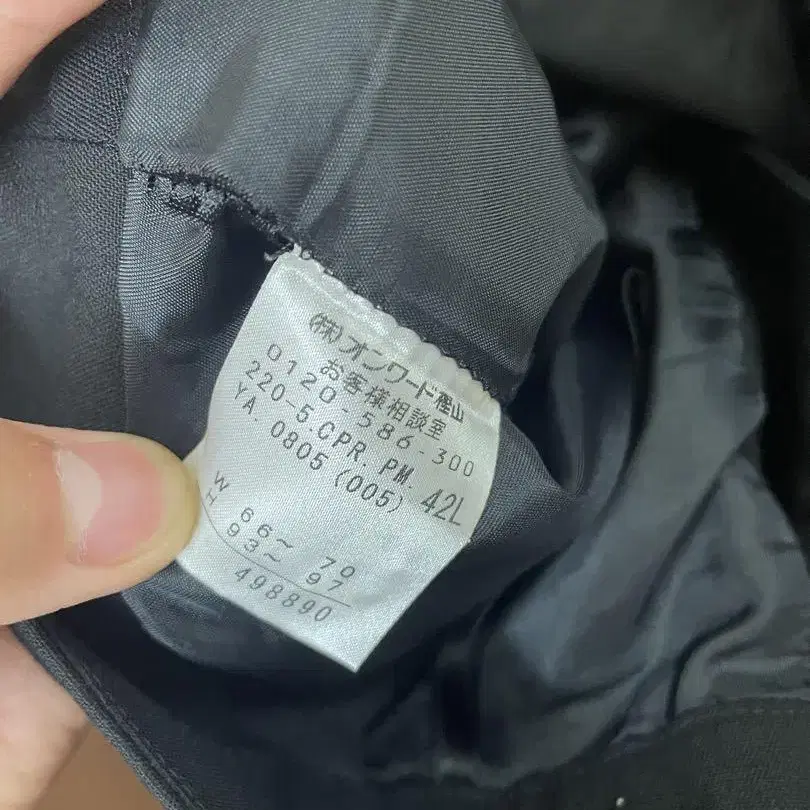 (株)オンワード樫山
お客様相談室
0120-586-300
220-5.CPR.PM. 42L
YA. 0805 (005)
W 66～ 70
H 93～ 97
498890